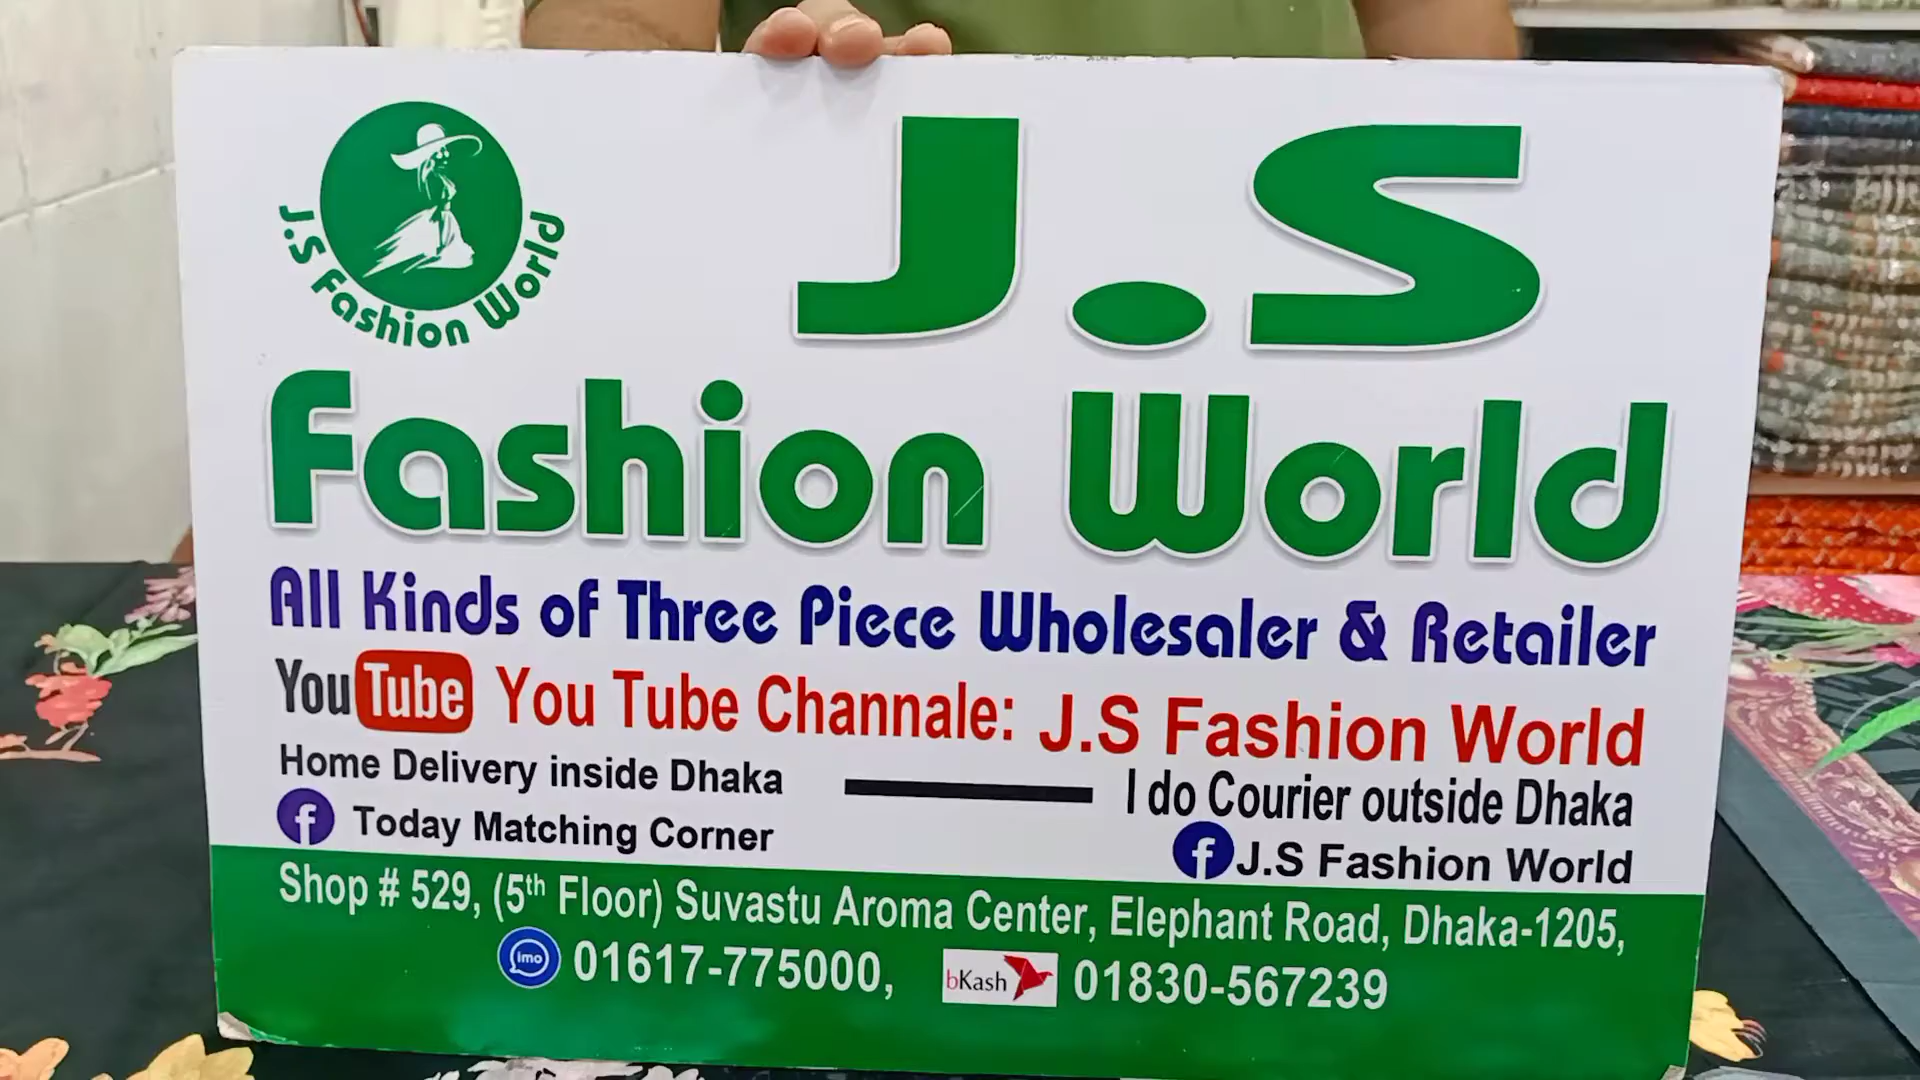 J.S Fashion World
J.S
Fashion World
All Kinds of Three Piece Wholesaler & Retailer
YouTube You Tube Channale: J.S Fashion World
Home Delivery inside Dhaka
I do Courier outside Dhaka
f Today Matching Corner
f J.S Fashion World
Shop # 529, (5th Floor) Suvastu Aroma Center, Elephant Road, Dhaka-1205,
imo 01617-775000, bKash 01830-567239